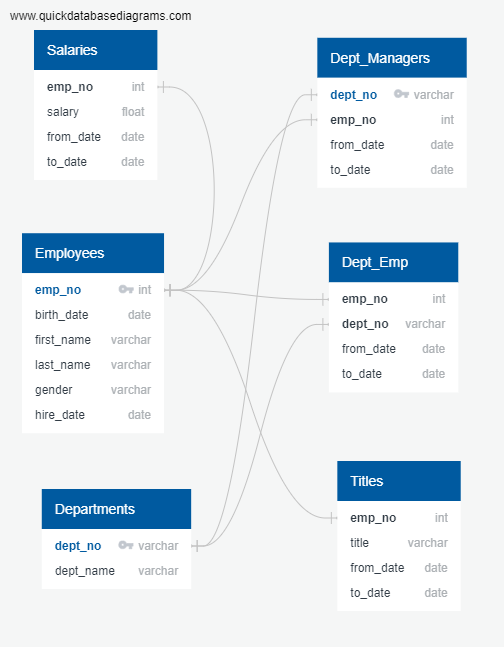 www.quickdatabasediagrams.com
Salaries
emp_no int
salary float
from_date date
to_date date
Dept_Managers
dept_no varchar
emp_no int
from_date date
to_date date
Employees
emp_no int
birth_date date
first_name varchar
last_name varchar
gender varchar
hire_date date
Dept_Emp
emp_no int
dept_no varchar
from_date date
to_date date
Departments
dept_no varchar
dept_name varchar
Titles
emp_no int
title varchar
from_date date
to_date date